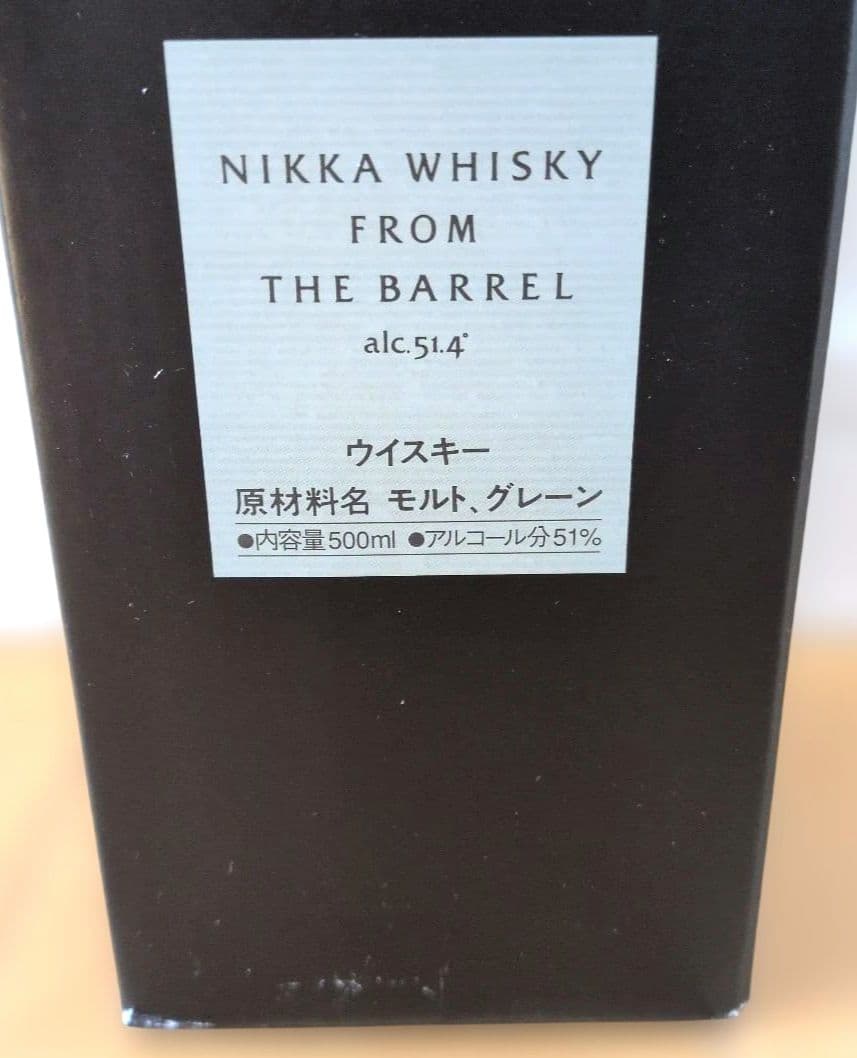 NIKKA WHISKY
FROM
THE BARREL
alc.51.4°
ウイスキー
原材料名 モルト、グレーン
●内容量500ml ●アルコール分51%